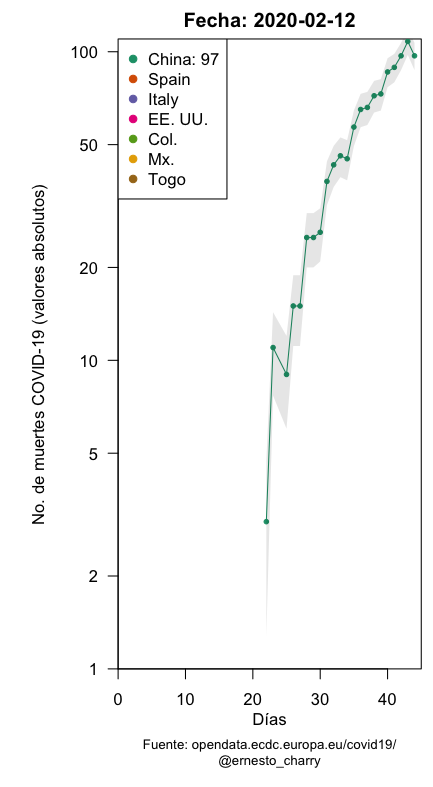 Fecha: 2020-02-12
China: 97
Spain
Italy
EE. UU.
Col.
Mx.
Togo
No. de muertes COVID-19 (valores absolutos)
100
50
20
10
5
2
1
0 10 20 30 40
Días
Fuente: opendata.ecdc.europa.eu/covid19/
@ernesto_charry